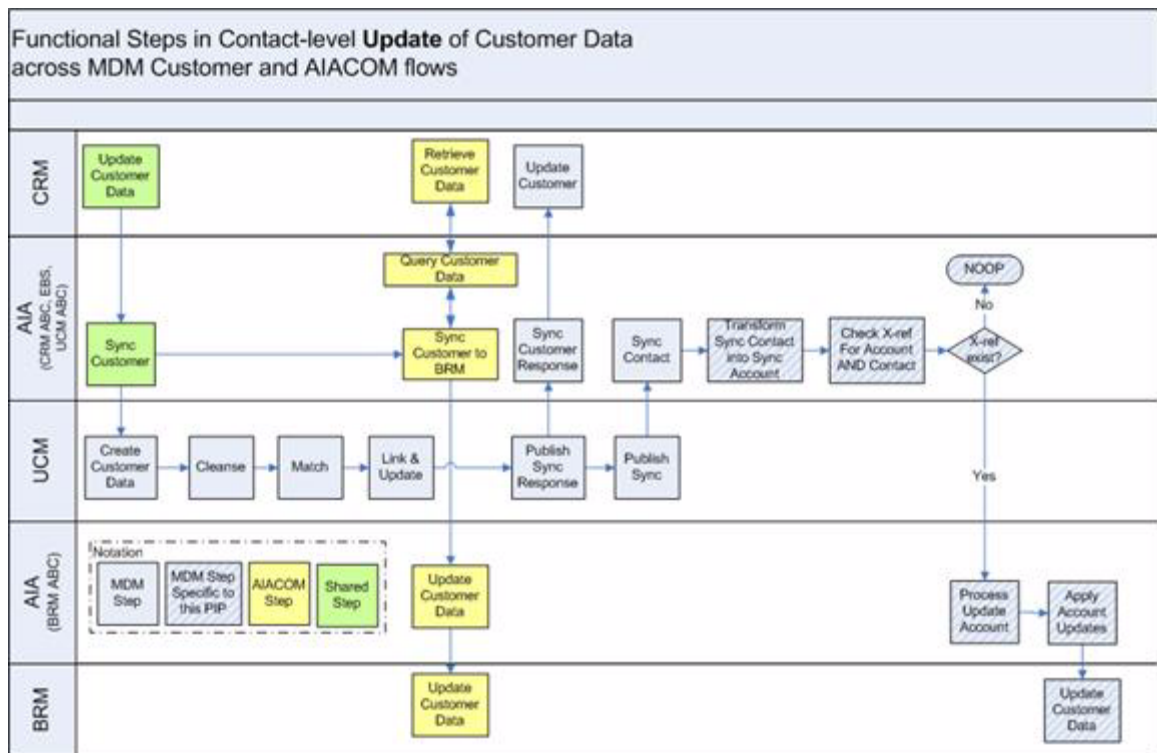 Functional Steps in Contact-level Update of Customer Data
across MDM Customer and AIACOM flows
CRM
Update
Customer
Data
Retrieve
Customer
Data
Update
Customer
AIA
(CRM ABC, EBS,
UCM ABC)
Query Customer
Data
NOOP
No
Sync
Customer
Sync
Customer to
BRM
Sync
Customer
Response
Sync
Contact
Transform
Sync Contact
into Sync
Account
Check X-ref
For Account
AND Contact
X-ref
exist?
UCM
Create
Customer
Data
Cleanse
Match
Link &
Update
Publish
Sync
Response
Publish
Sync
Yes
AIA
(BRM ABC)
Notation
MDM
Step
MDM Step
Specific to
this PIP
AIACOM
Step
Shared
Step
Update
Customer
Data
Process
Update
Account
Apply
Account
Updates
BRM
Update
Customer
Data
Update
Customer
Data